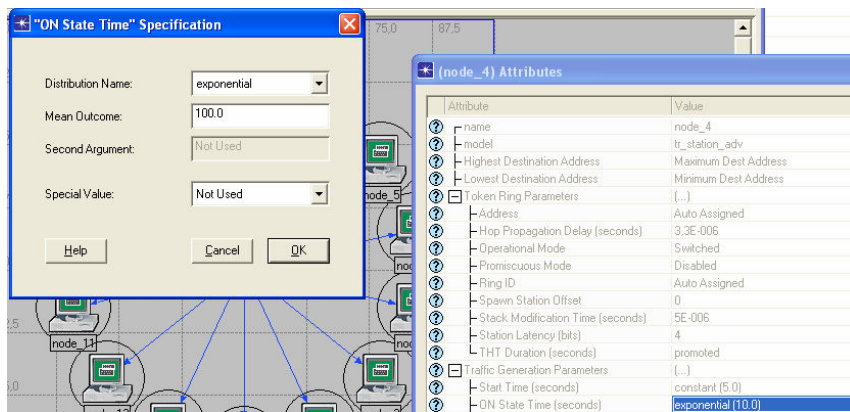 "ON State Time" Specification
Distribution Name: exponential
Mean Outcome: 100.0
Second Argument: Not Used
Special Value: Not Used
Help Cancel OK
75,0 87,5
node_5
node_11
(node_4) Attributes
Attribute Value
name node_4
model tr_station_adv
Highest Destination Address Maximum Dest Address
Lowest Destination Address Minimum Dest Address
Token Ring Parameters (...)
Address Auto Assigned
Hop Propagation Delay (seconds) 3,3E-006
Operational Mode Switched
Promiscuous Mode Disabled
Ring ID Auto Assigned
Spawn Station Offset 0
Stack Modification Time (seconds) 5E-006
Station Latency (bits) 4
THT Duration (seconds) promoted
Traffic Generation Parameters (...)
Start Time (seconds) constant (5.0)
ON State Time (seconds) exponential (10.0)